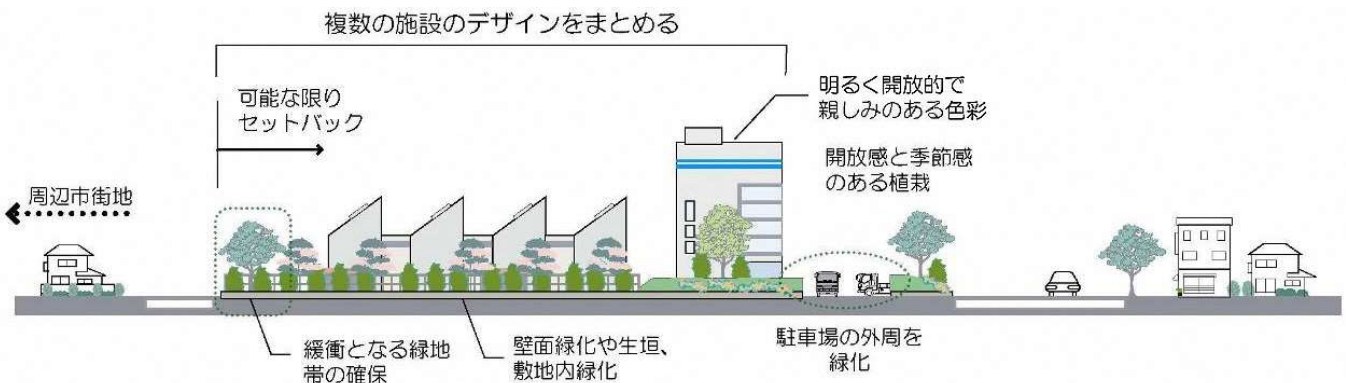 複数の施設のデザインをまとめる
可能な限り
セットバック
明るく開放的で
親しみのある色彩
開放感と季節感
のある植栽
周辺市街地
緩衝となる緑地
帯の確保
壁面緑化や生垣、
敷地内緑化
駐車場の外周を
緑化